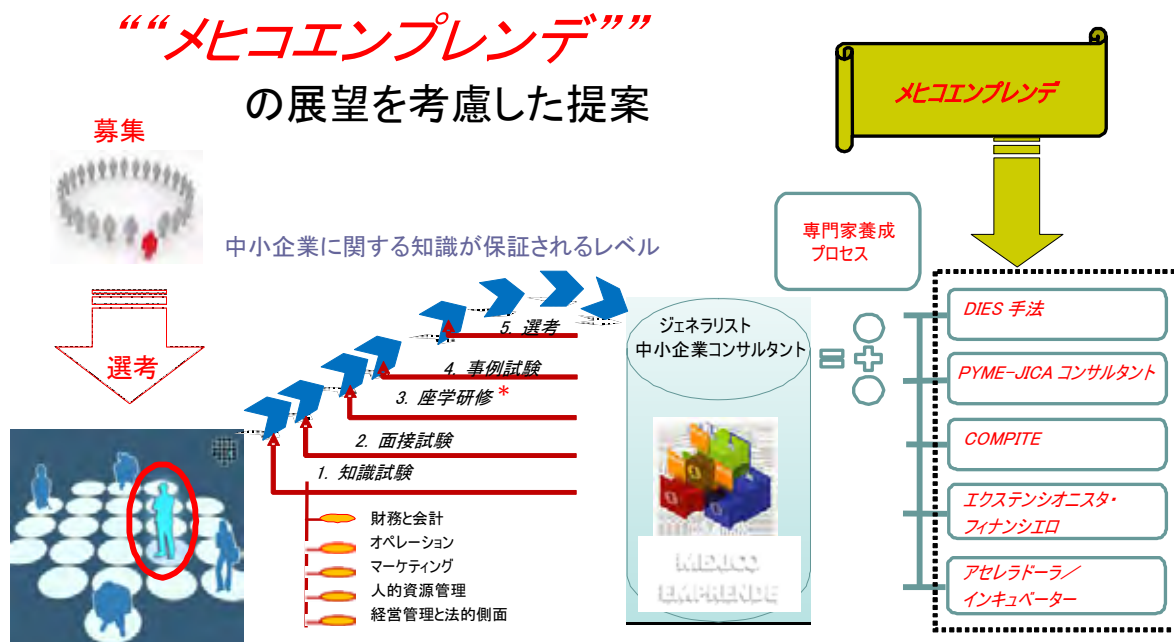 ““メヒコエンプレンデ””
の展望を考慮した提案
メヒコエンプレンデ
募集
選考
中小企業に関する知識が保証されるレベル
5. 選考
4. 事例試験
3. 座学研修*
2. 面接試験
1. 知識試験
財務と会計
オペレーション
マーケティング
人的資源管理
経営管理と法的側面
ジェネラリスト
中小企業コンサルタント
MEXICO
EMPRENDE
専門家養成
プロセス
DIES 手法
PYME-JICA コンサルタント
COMPITE
エクステンシオニスタ・
フィナンシエロ
アセレラドーラ／
インキュベーター